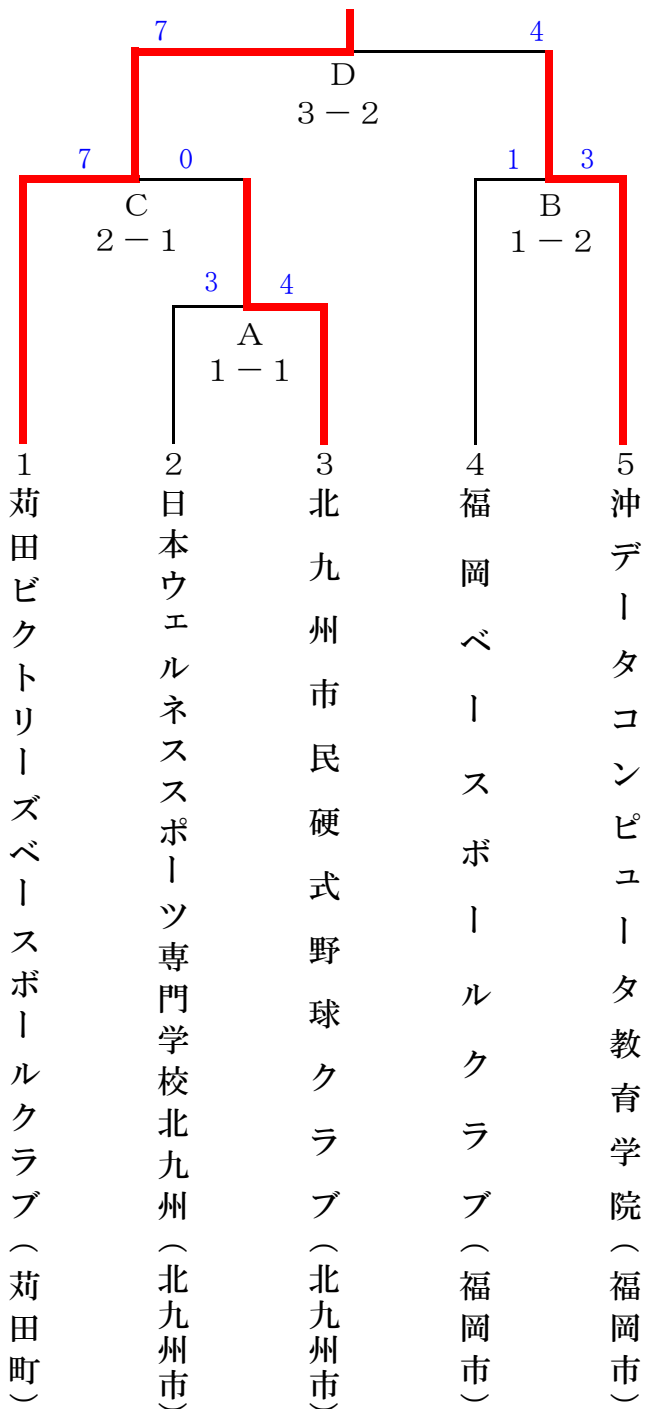 7 4
D
3－2
7 0 1 3
C B
2－1 1－2
3 4
A
1－1
1 2 3 4 5
苅田ビクトリーズベースボールクラブ（苅田町）
日本ウェルネススポーツ専門学校北九州（北九州市）
北九州市民硬式野球クラブ（北九州市）
福岡ベースボールクラブ（福岡市）
沖データコンピュータ教育学院（福岡市）